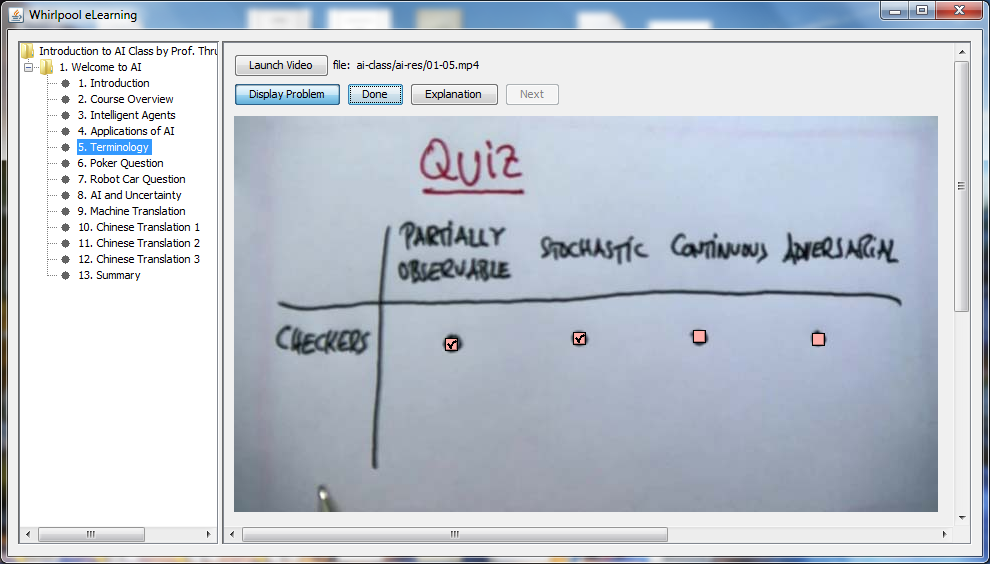 Whirlpool eLearning
Introduction to AI Class by Prof. Thru
1. Welcome to AI
1. Introduction
2. Course Overview
3. Intelligent Agents
4. Applications of AI
5. Terminology
6. Poker Question
7. Robot Car Question
8. AI and Uncertainty
9. Machine Translation
10. Chinese Translation 1
11. Chinese Translation 2
12. Chinese Translation 3
13. Summary
Launch Video file: ai-class/ai-res/01-05.mp4
Display Problem Done Explanation Next
QUIZ
PARTIALLY
OBSERVABLE STOCHASTIC CONTINUOUS ADVERSARIAL
CHECKERS